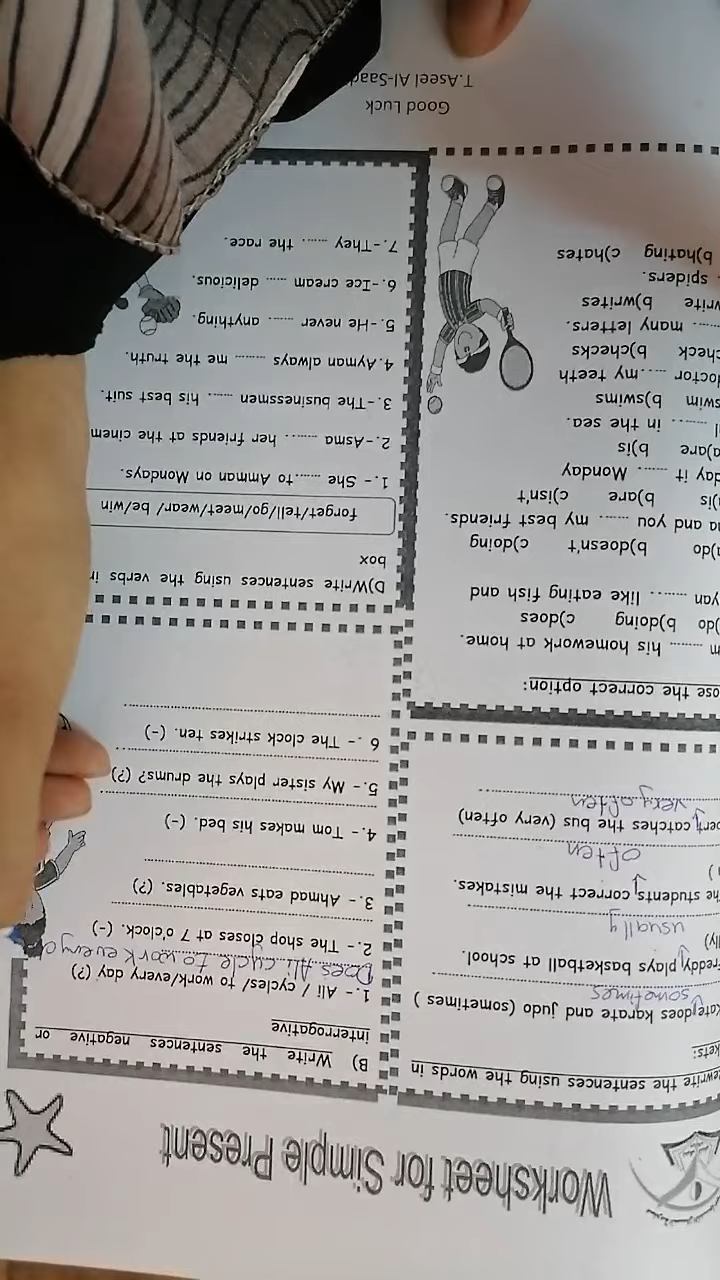 Worksheet for Simple Present
ewrite the sentences using the words in
kets:
Kate does karate and judo (sometimes )
sometimes
Freddy plays basketball at school.
lly)
usually
he students correct the mistakes.
often
pert catches the bus (very often)
very often
B) Write the sentences negative or
interrogative
1.- Ali / cycles/ to work/every day (?)
Does Ali cycle to work every
2.- The shop closes at 7 o'clock. (-)
3.- Ahmad eats vegetables. (?)
4.- Tom makes his bed. (-)
5.- My sister plays the drums? (?)
6 .- The clock strikes ten. (-)
ose the correct option:
m ....... his homework at home.
)do b)doing c)does
yan ....... like eating fish and
)do b)doesn't c)doing
na and you ...... my best friends.
)is b)are c)isn't
day it ...... Monday
a)are b)is
l ....... in the sea.
swim b)swims
doctor .....my teeth
check b)checks
..... many letters.
write b)writes
. spiders.
b)hating c)hates
D)Write sentences using the verbs in
box
forget/tell/go/meet/wear/ be/win
1.- She ......to Amman on Mondays.
2.-Asma ....... her friends at the cinem
3.-The businessmen ...... his best suit.
4.Ayman always ....... me the truth.
5.-He never ...... anything.
6.-Ice cream ..... delicious.
7.-They ...... the race.
Good Luck
T.Aseel Al-Saad